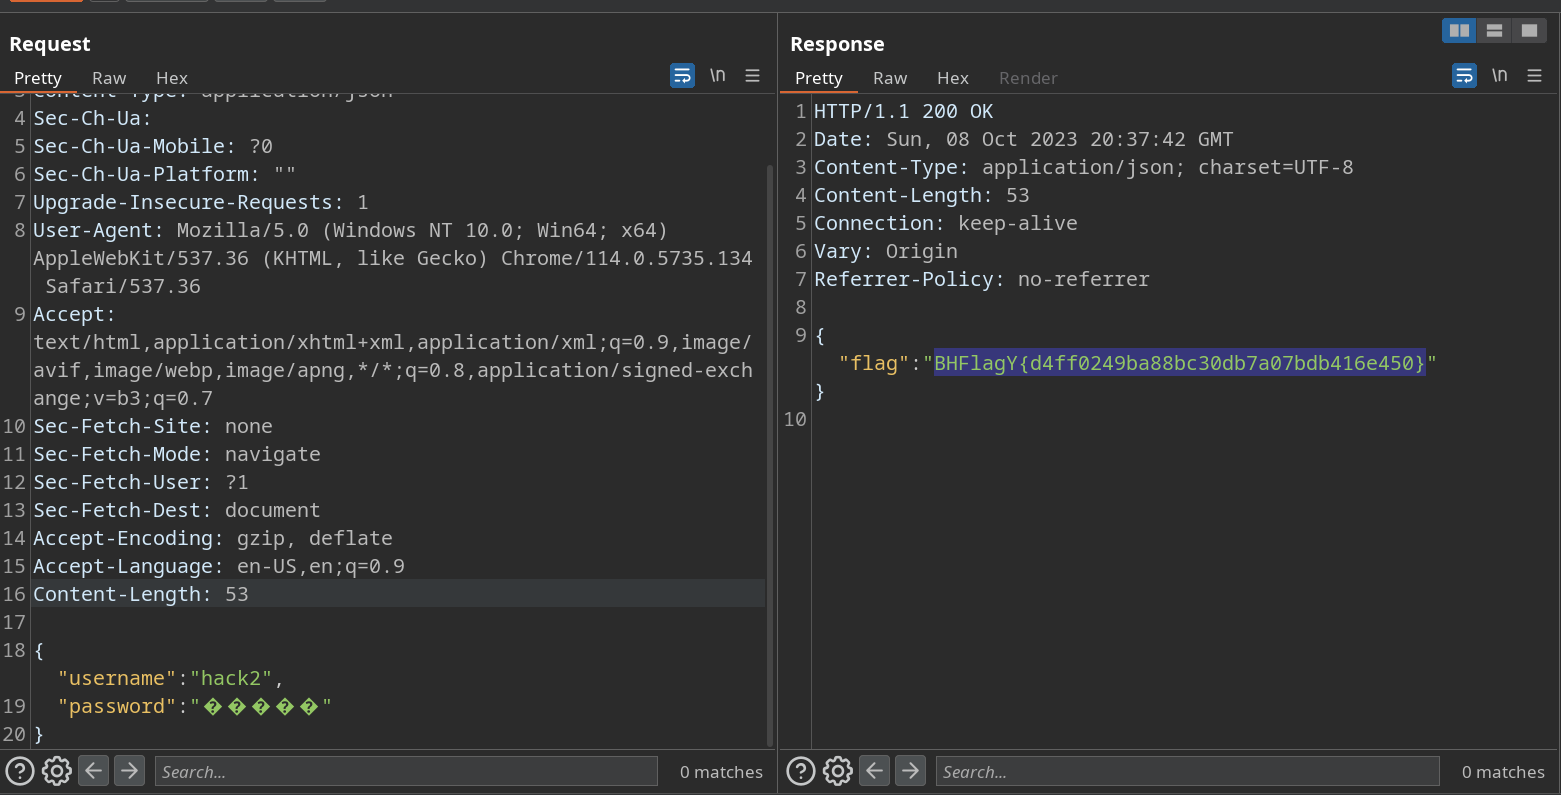 Request
Pretty Raw Hex \n
3 Content-Type: application/json
4 Sec-Ch-Ua:
5 Sec-Ch-Ua-Mobile: ?0
6 Sec-Ch-Ua-Platform: ""
7 Upgrade-Insecure-Requests: 1
8 User-Agent: Mozilla/5.0 (Windows NT 10.0; Win64; x64)
AppleWebKit/537.36 (KHTML, like Gecko) Chrome/114.0.5735.134
Safari/537.36
9 Accept:
text/html,application/xhtml+xml,application/xml;q=0.9,image/
avif,image/webp,image/apng,*/*;q=0.8,application/signed-exch
ange;v=b3;q=0.7
10 Sec-Fetch-Site: none
11 Sec-Fetch-Mode: navigate
12 Sec-Fetch-User: ?1
13 Sec-Fetch-Dest: document
14 Accept-Encoding: gzip, deflate
15 Accept-Language: en-US,en;q=0.9
16 Content-Length: 53
17
18 {
"username":"hack2",
19 "password":"�����"
20 }
Search... 0 matches
Response
Pretty Raw Hex Render \n
1 HTTP/1.1 200 OK
2 Date: Sun, 08 Oct 2023 20:37:42 GMT
3 Content-Type: application/json; charset=UTF-8
4 Content-Length: 53
5 Connection: keep-alive
6 Vary: Origin
7 Referrer-Policy: no-referrer
8
9 {
"flag":"BHFlagY{d4ff0249ba88bc30db7a07bdb416e450}"
}
10
Search... 0 matches